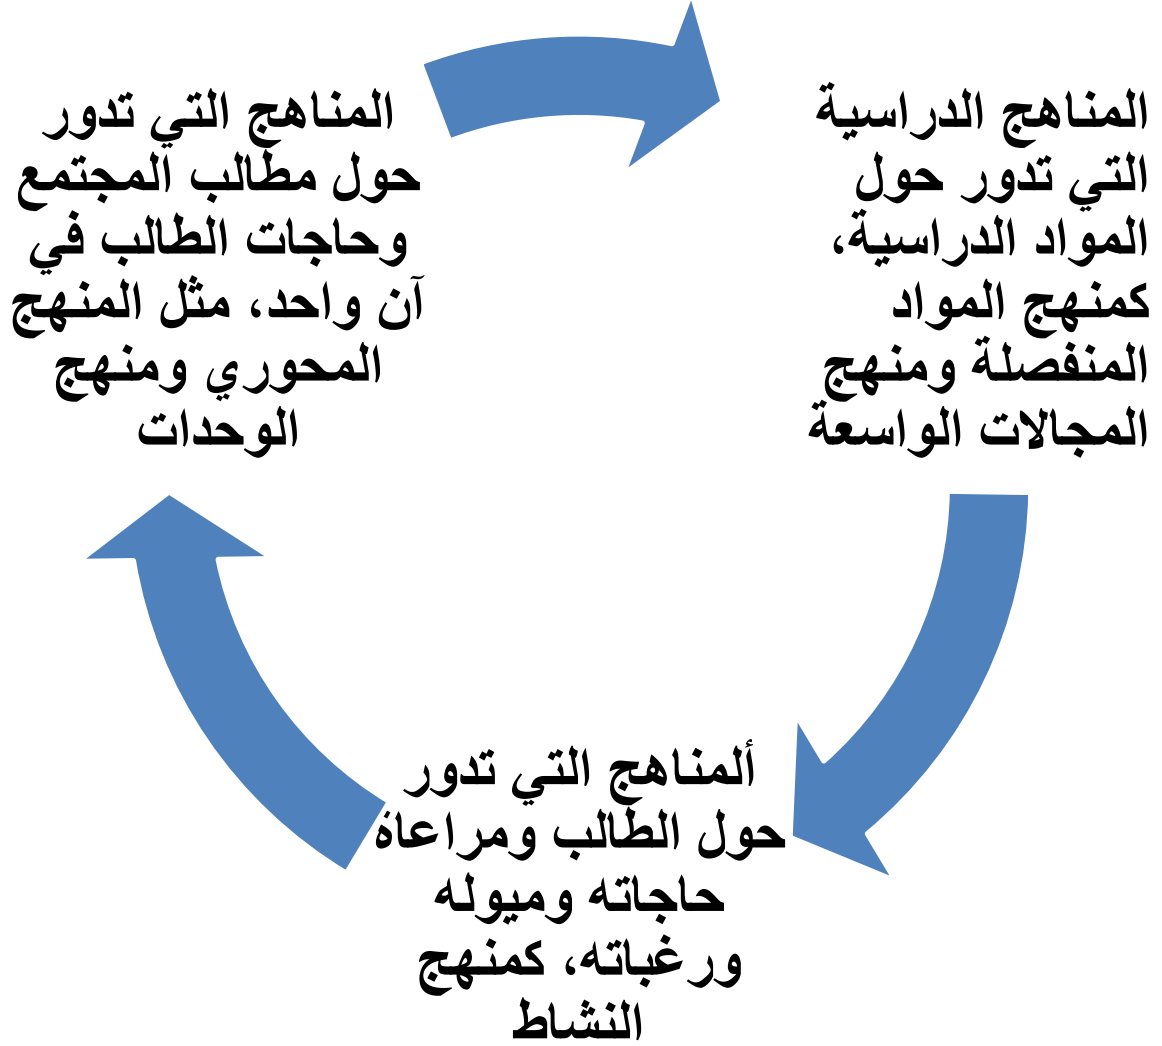 المناهج الدراسية
التي تدور حول
المواد الدراسية،
كمنهج المواد
المنفصلة ومنهج
المجالات الواسعة
ألمناهج التي تدور
حول الطالب ومراعاة
حاجاته وميوله
ورغباته، كمنهج
النشاط
المناهج التي تدور
حول مطالب المجتمع
وحاجات الطالب في
آن واحد، مثل المنهج
المحوري ومنهج
الوحدات